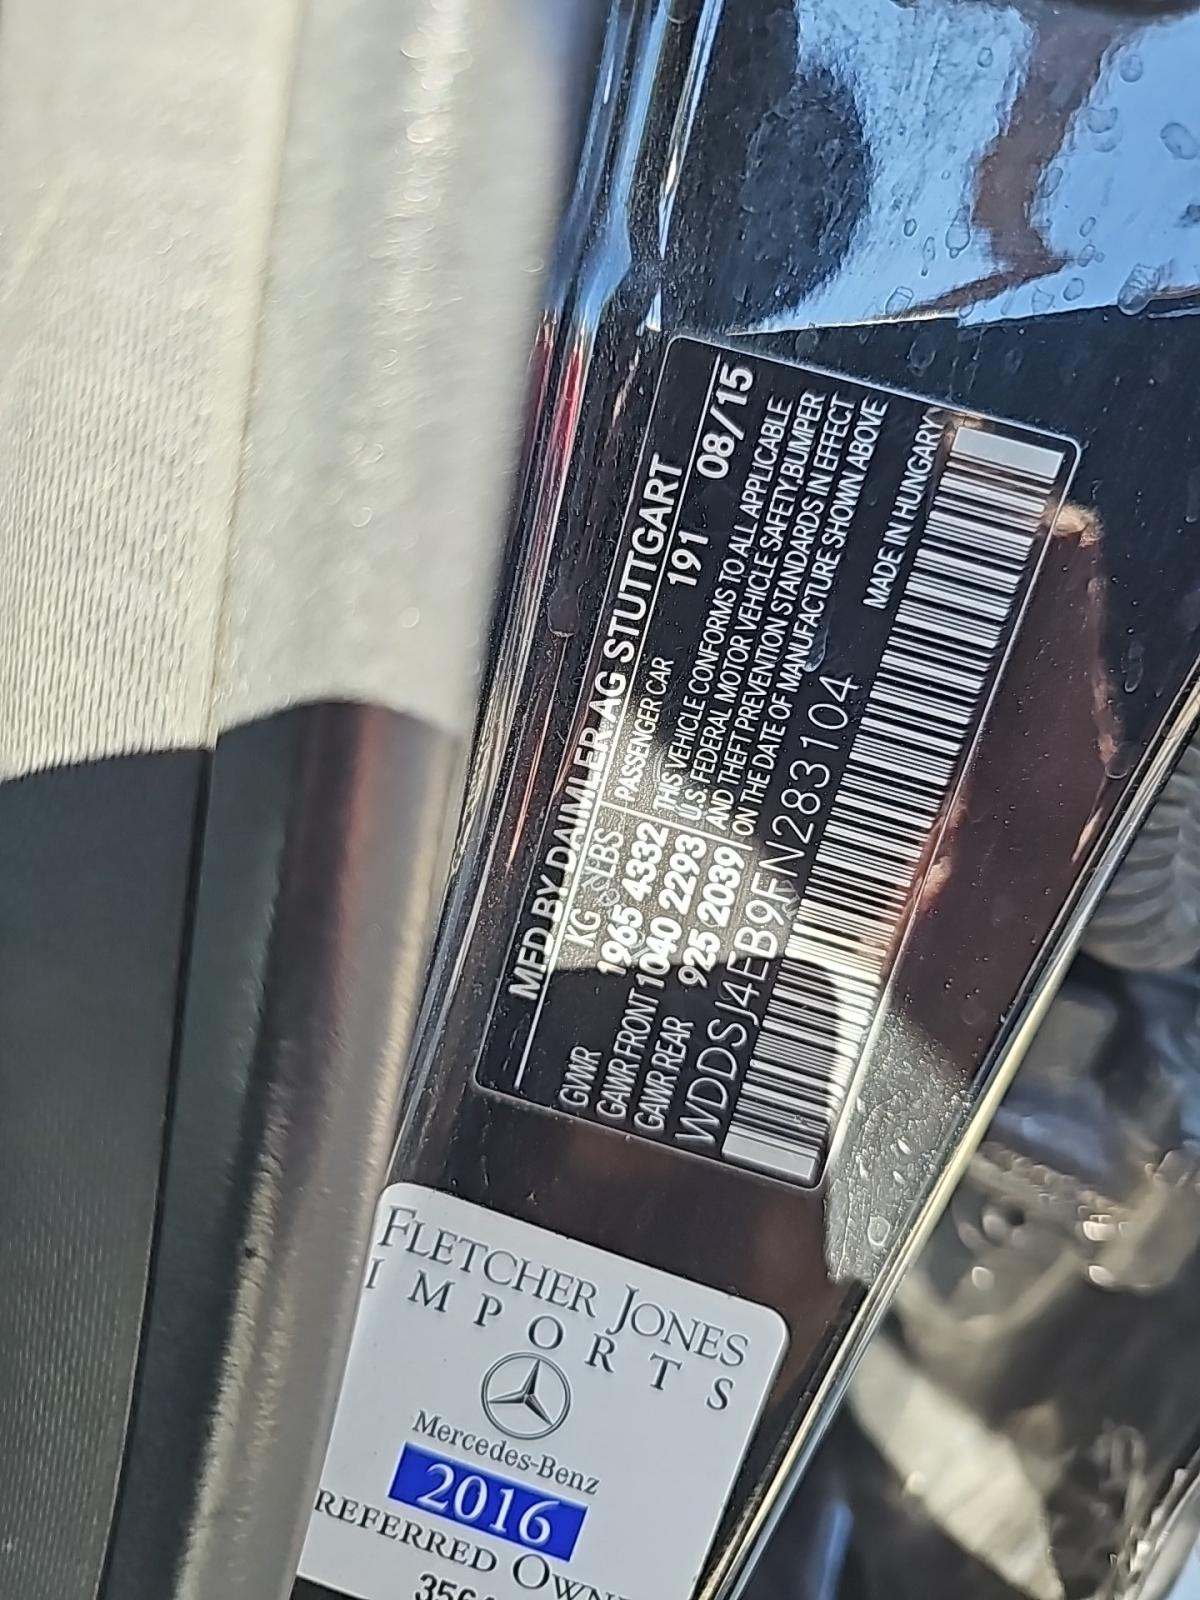 MFD BY DAIMLER AG STUTTGART
KG LBS 191 08/15
GVWR 1965 4332 PASSENGER CAR
GAWR FRONT 1040 2293
GAWR REAR 925 2039
THIS VEHICLE CONFORMS TO ALL APPLICABLE
U.S. FEDERAL MOTOR VEHICLE SAFETY, BUMPER
AND THEFT PREVENTION STANDARDS IN EFFECT
ON THE DATE OF MANUFACTURE SHOWN ABOVE
WDDSJ4EB9FN283104
MADE IN HUNGARY
FLETCHER JONES
IMPORTS
Mercedes-Benz
2016
REFERRED OWN
356